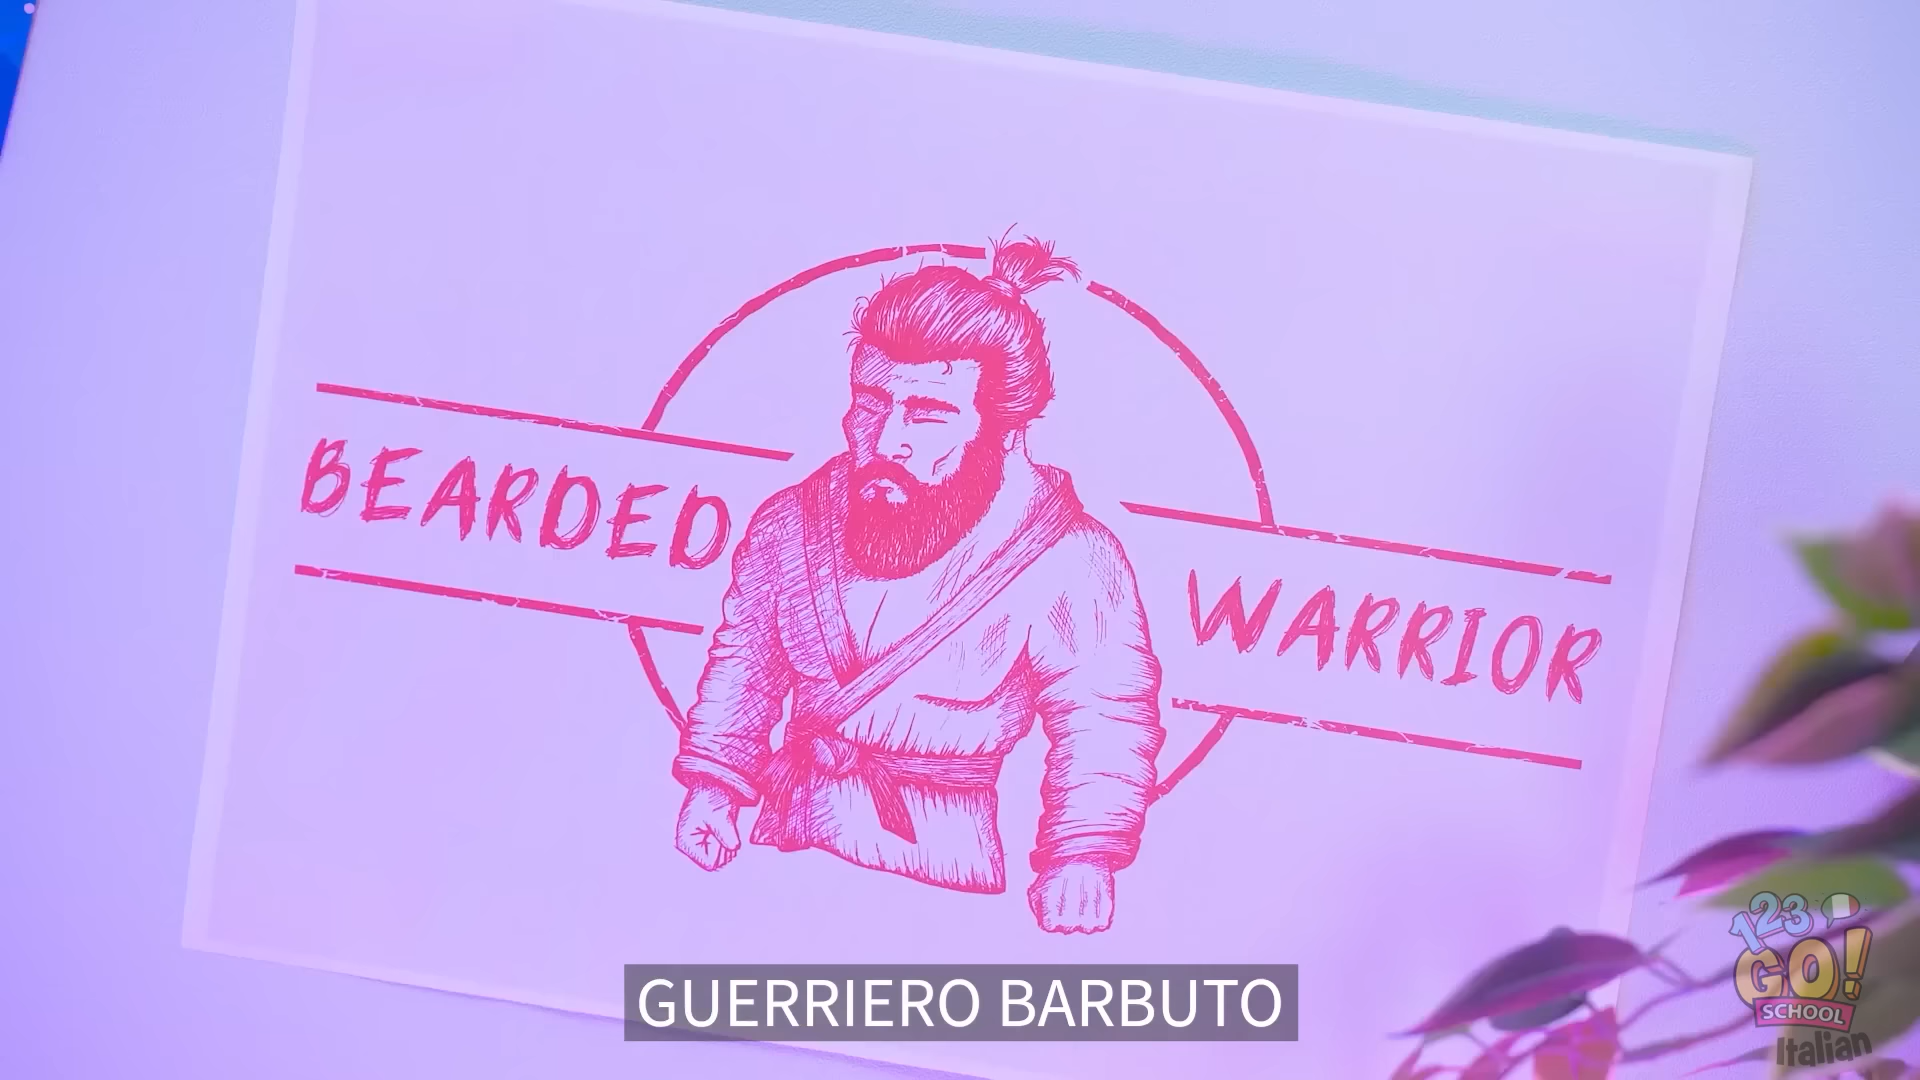 BEARDED
WARRIOR
GUERRIERO BARBUTO
123
GO!
SCHOOL
Italian